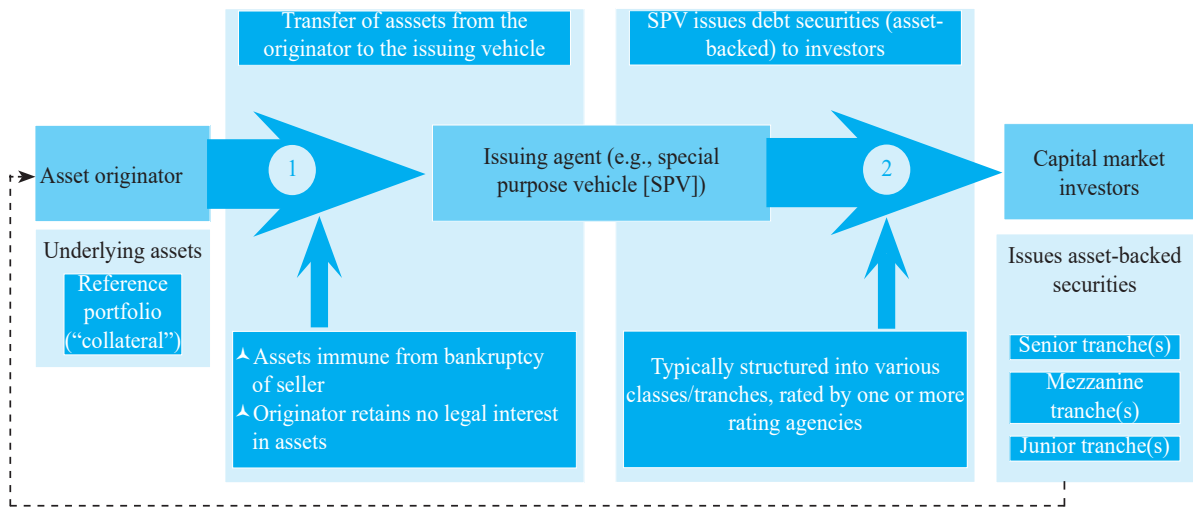 Transfer of asssets from the
originator to the issuing vehicle
SPV issues debt securities (asset-
backed) to investors
Asset originator
1
Issuing agent (e.g., special
purpose vehicle [SPV])
2
Capital market
investors
Underlying assets
Reference
portfolio
(“collateral”)
Assets immune from bankruptcy
of seller
Originator retains no legal interest
in assets
Typically structured into various
classes/tranches, rated by one or more
rating agencies
Issues asset-backed
securities
Senior tranche(s)
Mezzanine
tranche(s)
Junior tranche(s)